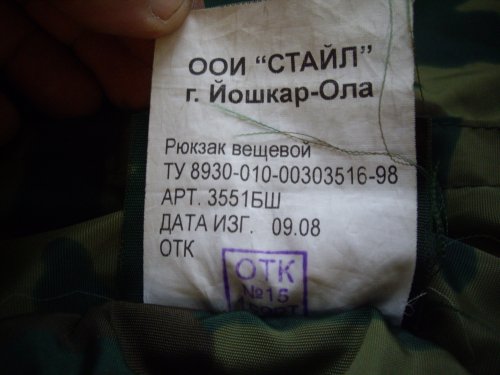 ООИ “СТАЙЛ”
г. Йошкар-Ола
Рюкзак вещевой
ТУ 8930-010-00303516-98
АРТ. 3551БШ
ДАТА ИЗГ. 09.08
ОТК
ОТК
№15